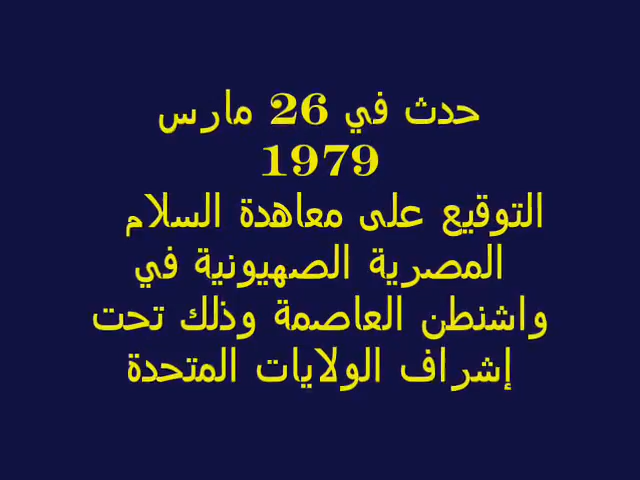 حدث في 26 مارس
1979
التوقيع على معاهدة السلام
المصرية الصهيونية في
واشنطن العاصمة وذلك تحت
إشراف الولايات المتحدة